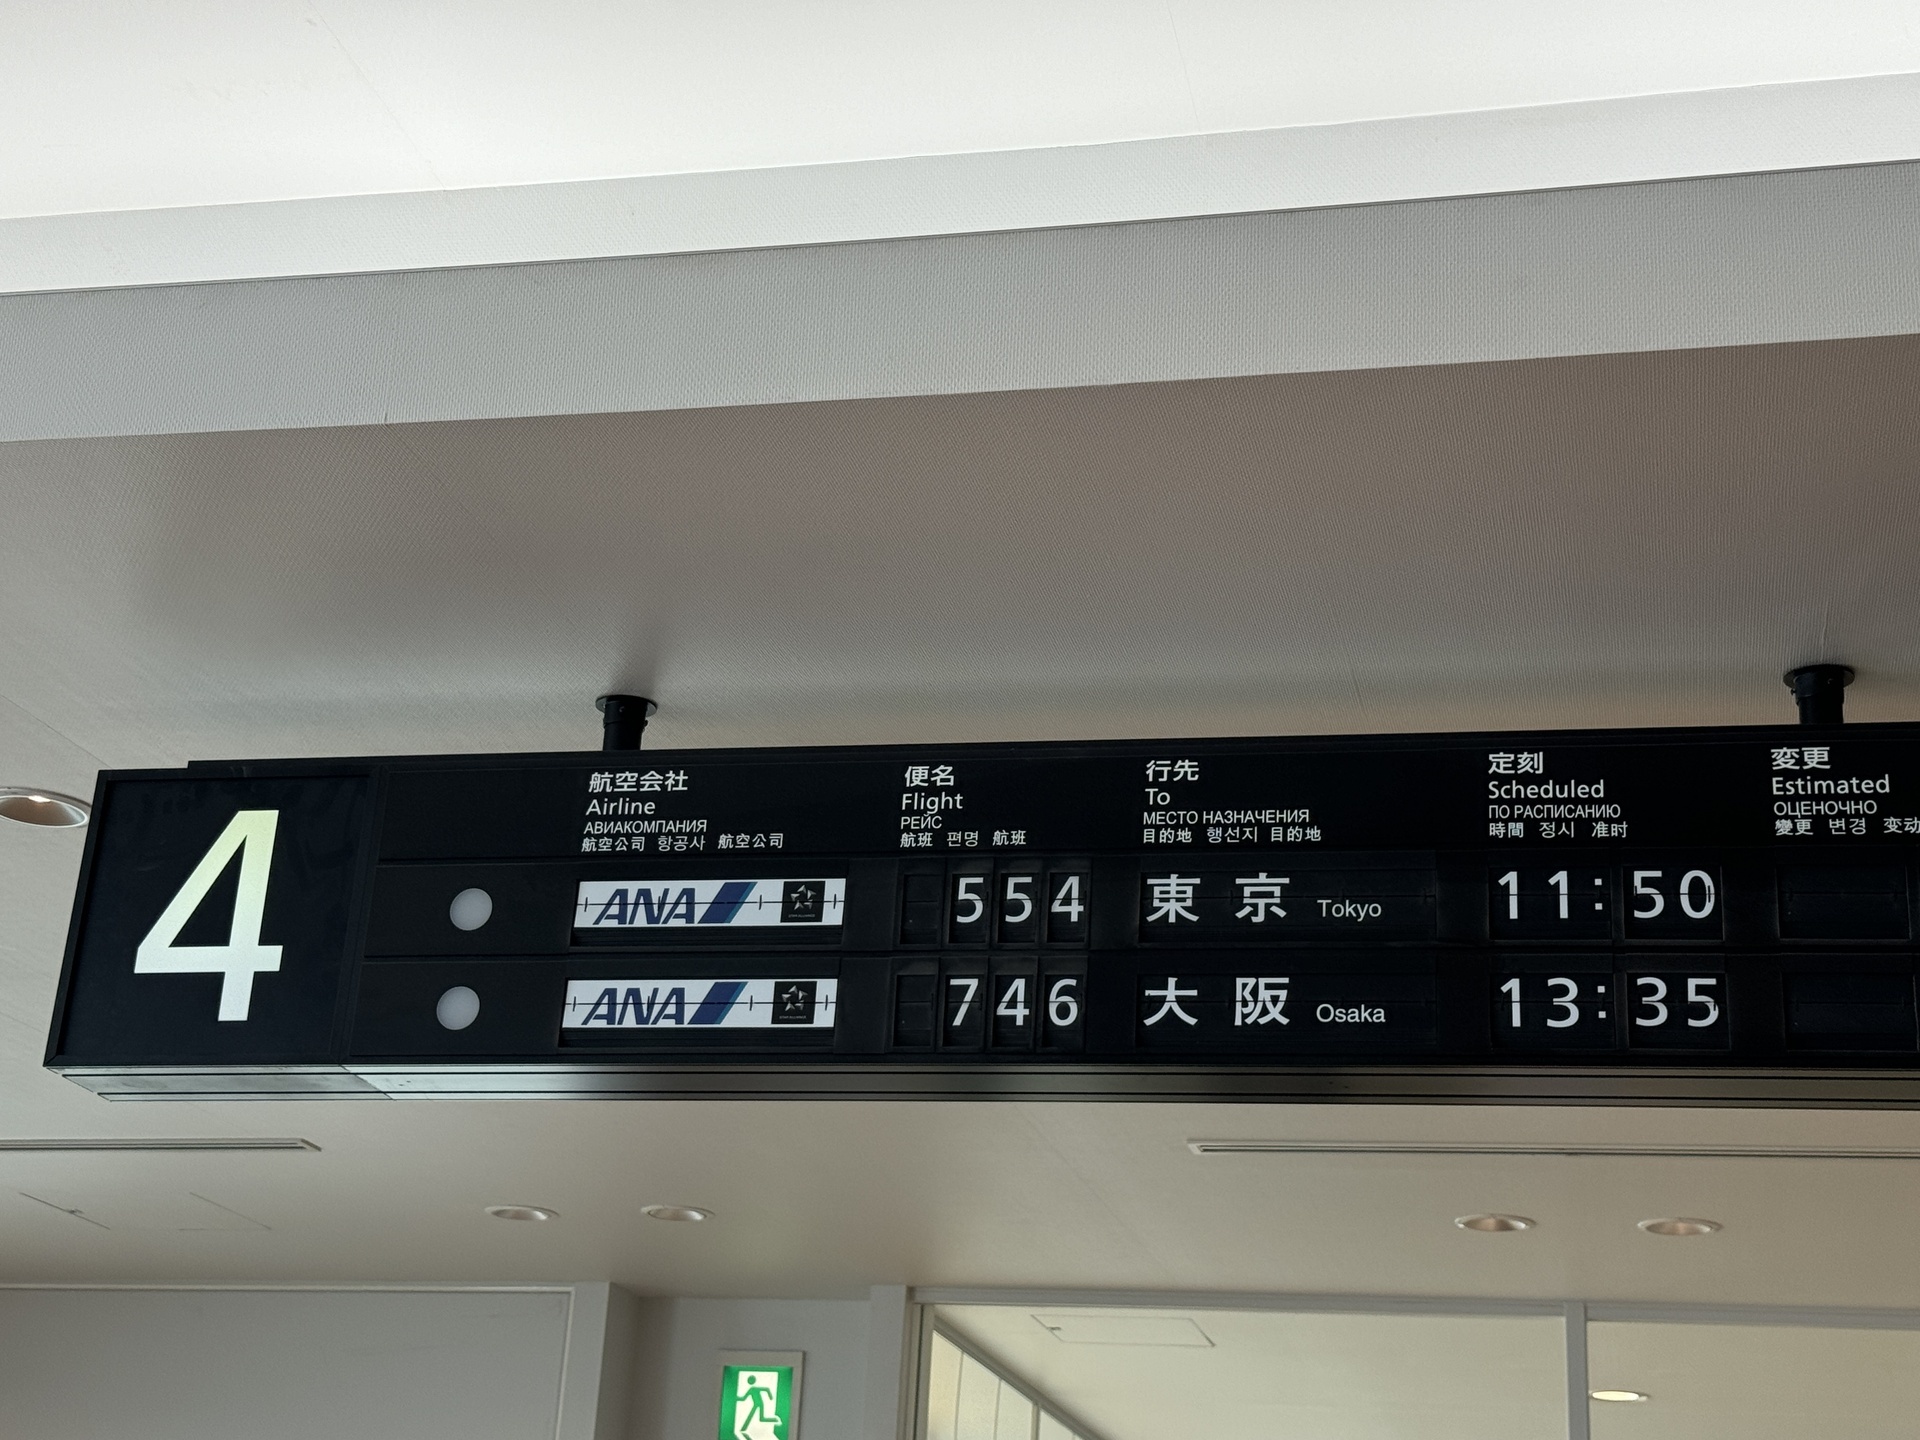 4
航空会社 便名 行先 定刻 変更
Airline Flight To Scheduled Estimated
АВИАКОМПАНИЯ РЕЙС МЕСТО НАЗНАЧЕНИЯ ПО РАСПИСАНИЮ ОЦЕНОЧНО
航空公司 항공사 航空公司 航班 편명 航班 目的地 행선지 目的地 時間 정시 准时 變更 변경 变动
ANA STAR ALLIANCE 554 東京 Tokyo 11:50
ANA STAR ALLIANCE 746 大阪 Osaka 13:35